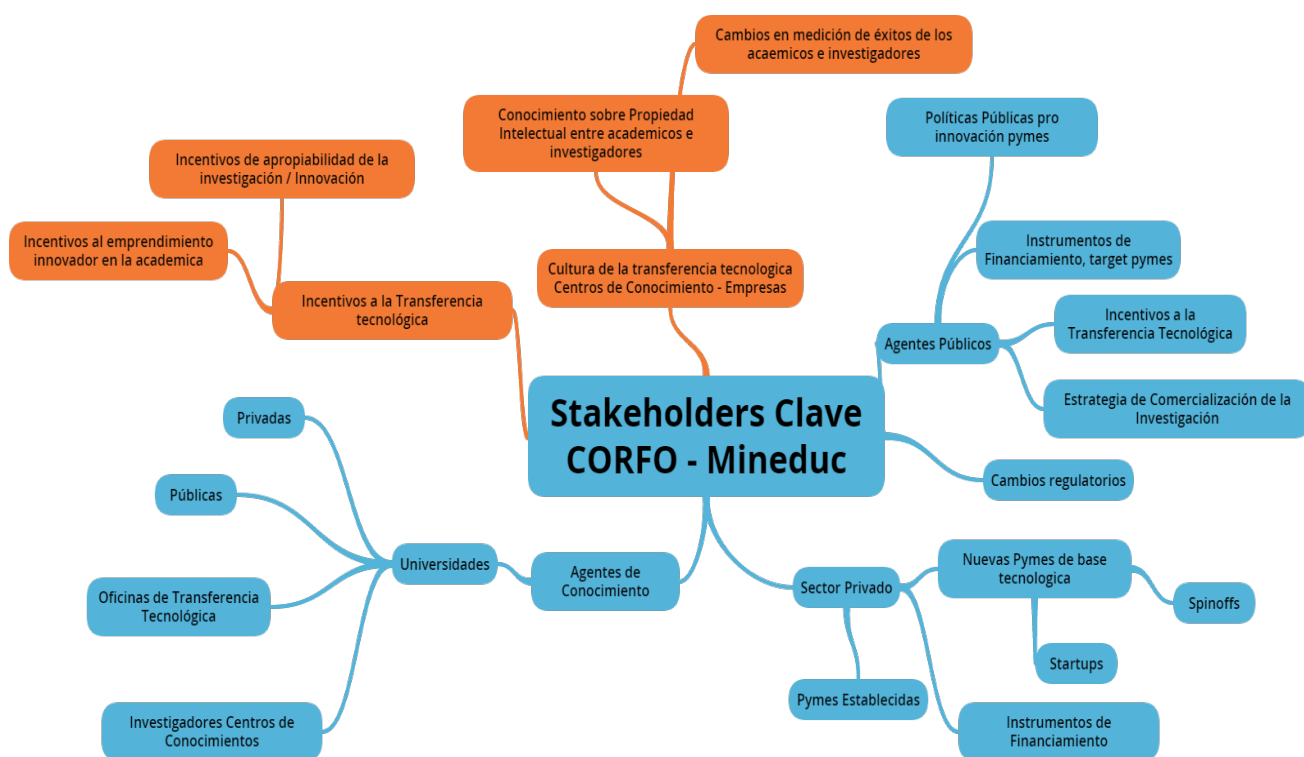 Cambios en medición de éxitos de los
acaemicos e investigadores
Conocimiento sobre Propiedad
Intelectual entre academicos e
investigadores
Políticas Públicas pro
innovación pymes
Incentivos de apropiabilidad de la
investigación / Innovación
Incentivos al emprendimiento
innovador en la academica
Instrumentos de
Financiamiento, target pymes
Cultura de la transferencia tecnologica
Centros de Conocimiento - Empresas
Incentivos a la Transferencia
tecnológica
Incentivos a la
Transferencia Tecnológica
Agentes Públicos
Estrategia de Comercialización de la
Investigación
Stakeholders Clave
CORFO - Mineduc
Privadas
Cambios regulatorios
Públicas
Universidades
Agentes de
Conocimiento
Nuevas Pymes de base
tecnologica
Sector Privado
Oficinas de Transferencia
Tecnológica
Spinoffs
Startups
Pymes Establecidas
Investigadores Centros de
Conocimientos
Instrumentos de
Financiamiento